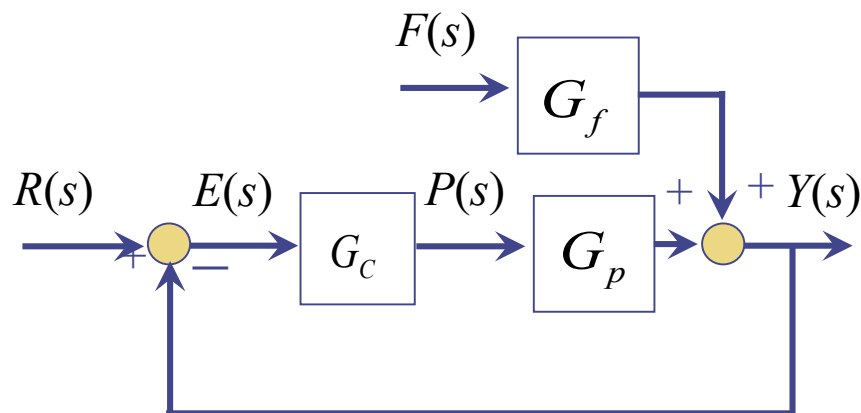 F(s)
G_f
R(s) E(s) P(s) + + Y(s)
+ − G_C G_p